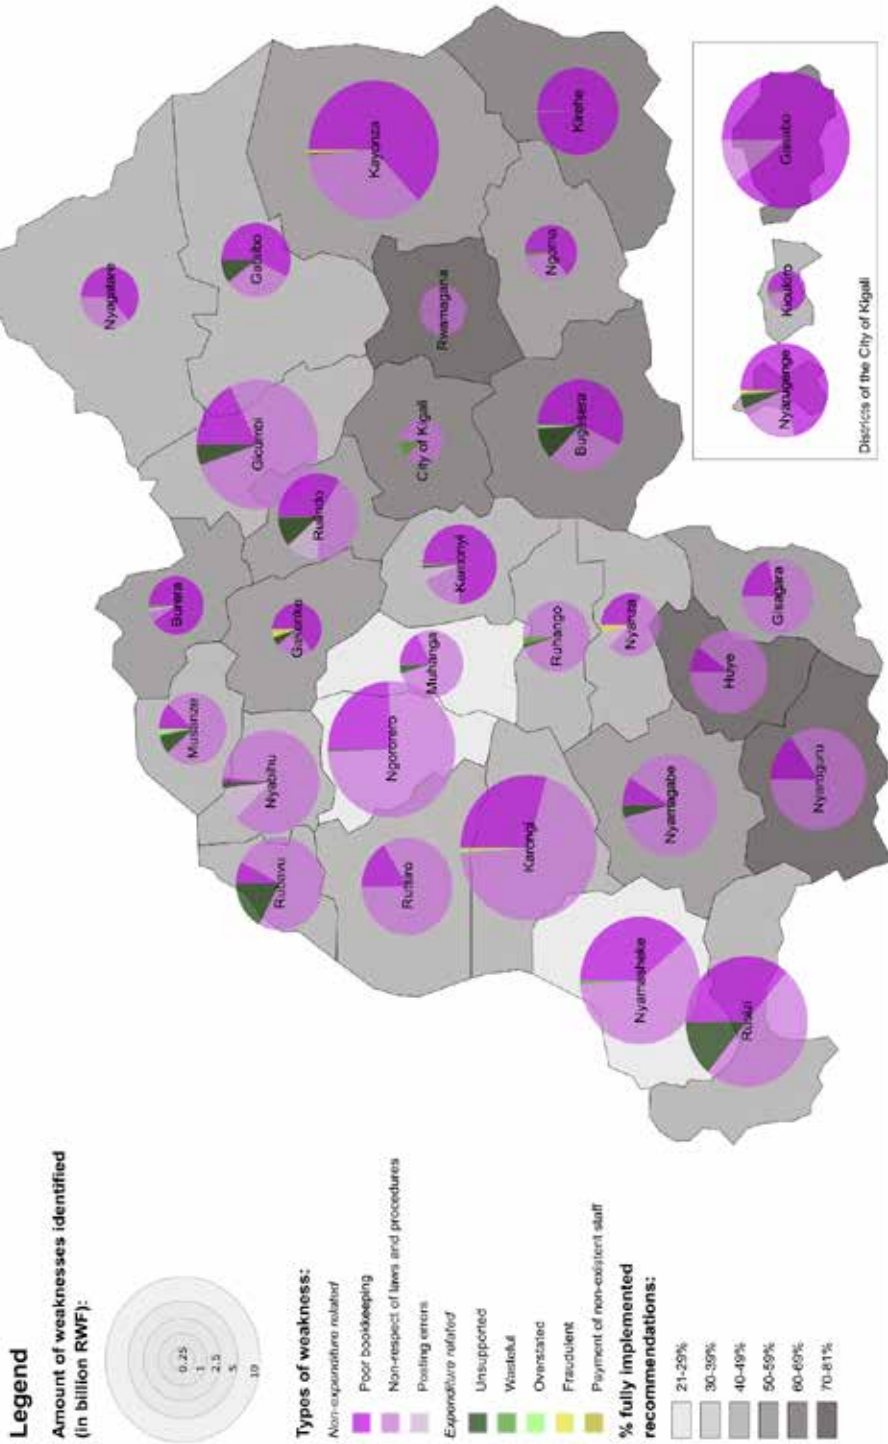 Legend
Amount of weaknesses identified
(in billion RWF):
0.25
1
2.5
5
10
Types of weakness:
Non-expenditure related
Poor bookkeeping
Non-respect of laws and procedures
Posting errors
Expenditure related
Unsupported
Wasteful
Overstated
Fraudulent
Payment of non-existent staff
% fully implemented
recommendations:
21-29%
30-39%
40-49%
50-59%
60-69%
70-81%
Nyagatare
Gatsibo
Kayonza
Kirehe
Ngoma
Rwamagana
Gicumbi
Rulindo
City of Kigali
Bugesera
Burera
Gakenke
Kamonyi
Musanze
Muhanga
Ruhango
Nyanza
Gisagara
Huye
Nyabihu
Ngororero
Nyaruguru
Nyamagabe
Rubavu
Rutsiro
Karongi
Nyamasheke
Rusizi
Gasabo
Kicukiro
Nyarugenge
Districts of the City of Kigali